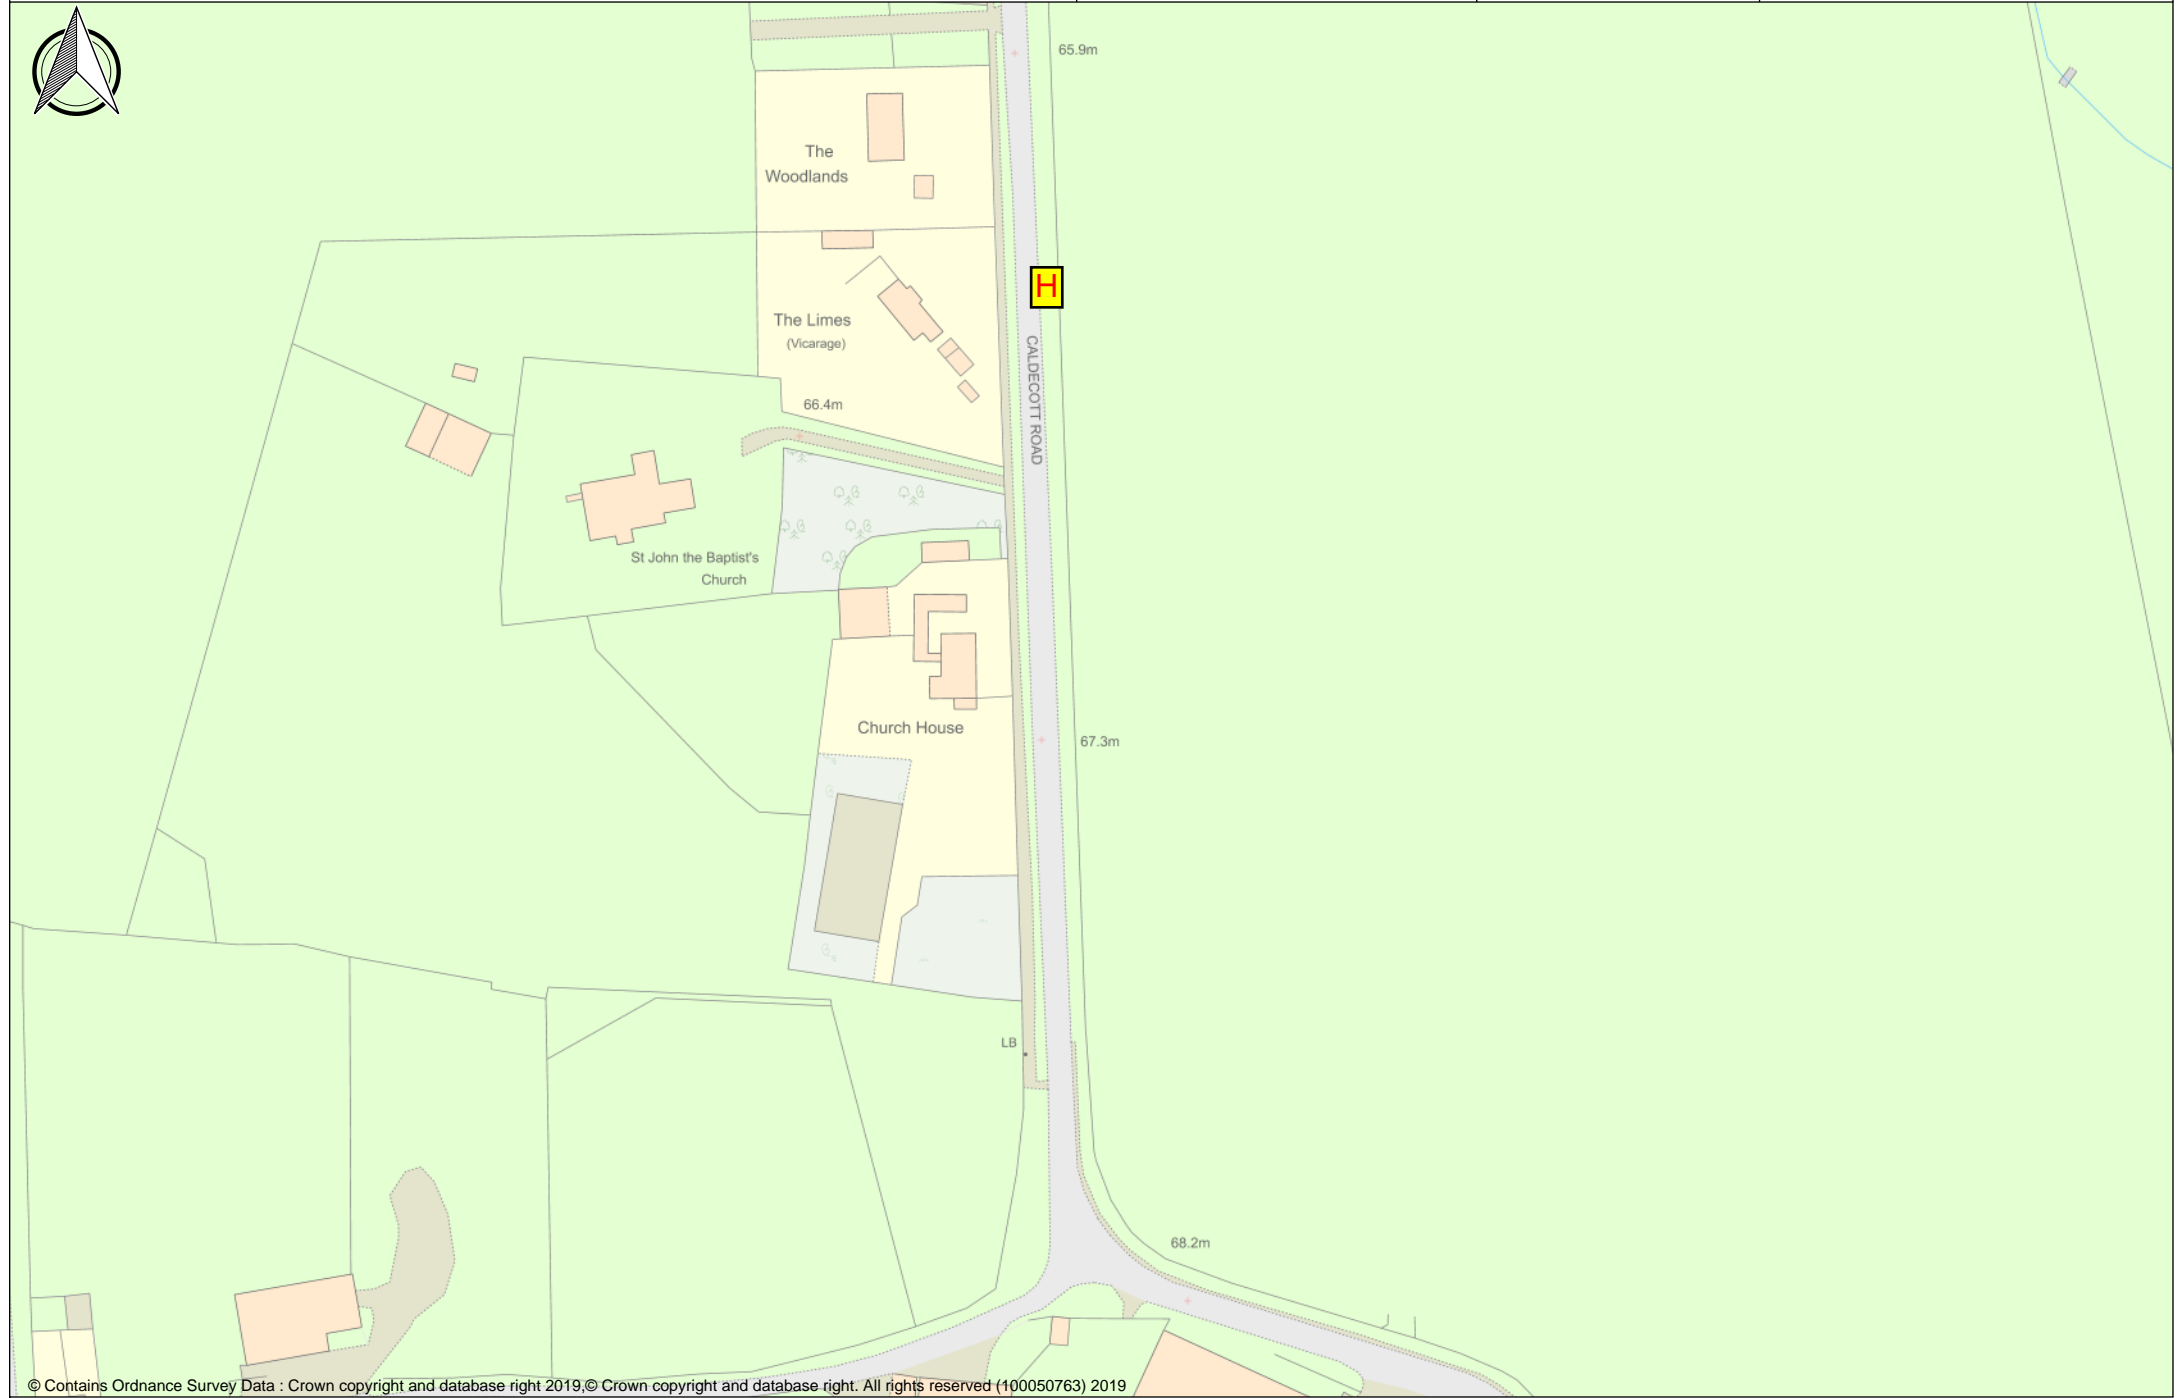 65.9m
The
Woodlands
H
The Limes
(Vicarage)
CALDECOTT ROAD
66.4m
St John the Baptist's
Church
Church House
67.3m
LB
68.2m
© Contains Ordnance Survey Data : Crown copyright and database right 2019,© Crown copyright and database right. All rights reserved (100050763) 2019